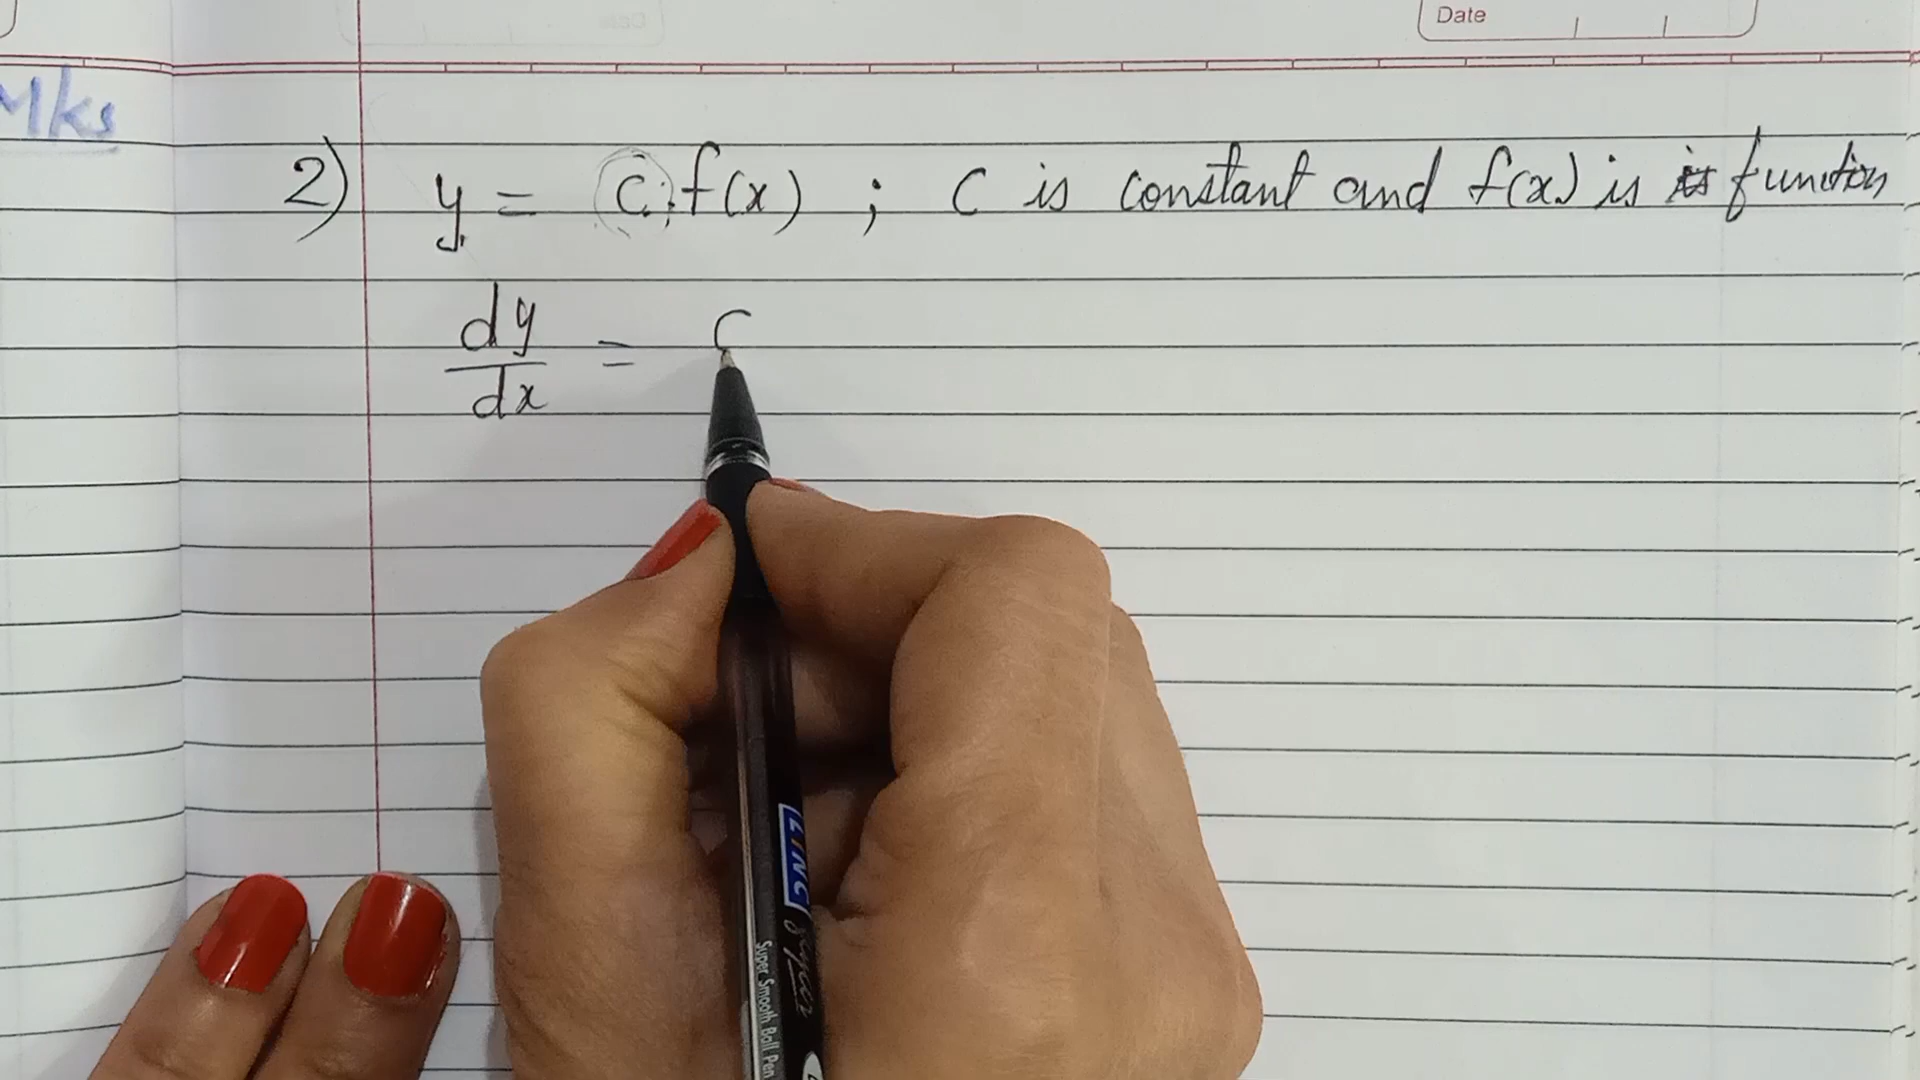 Date
Mks
2) y = c.f(x) ; C is constant and f(x) is function
dy/dx = C
LINC
Super Smooth Ball Pen